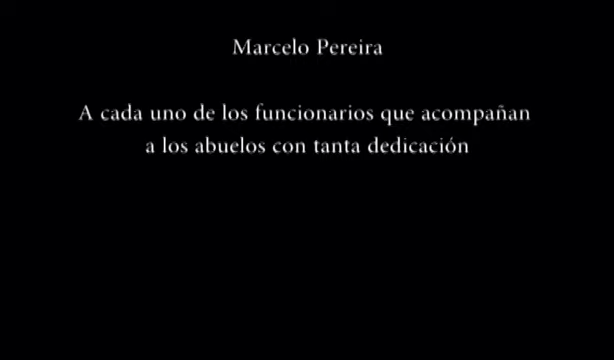 Marcelo Pereira
A cada uno de los funcionarios que acompañan
a los abuelos con tanta dedicación